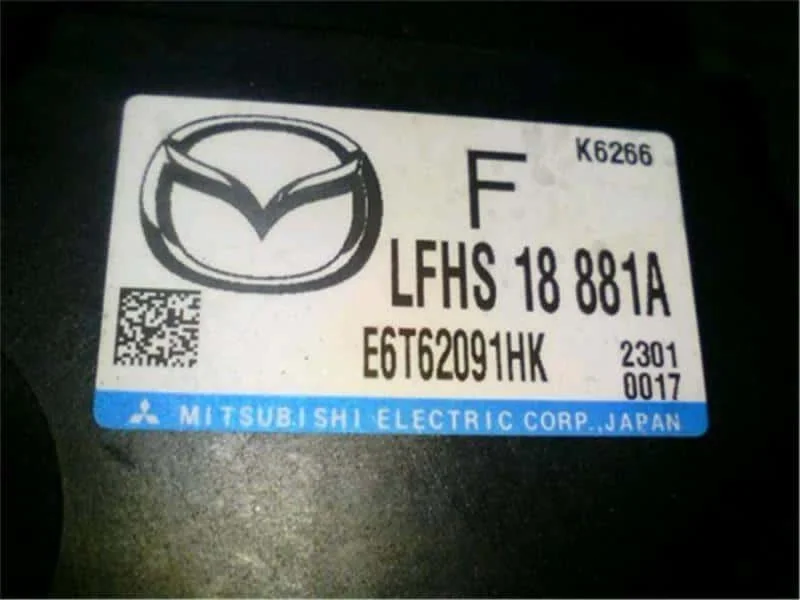 K6266
F
LFHS 18 881A
E6T62091HK 2301
0017
MITSUBISHI ELECTRIC CORP.,JAPAN